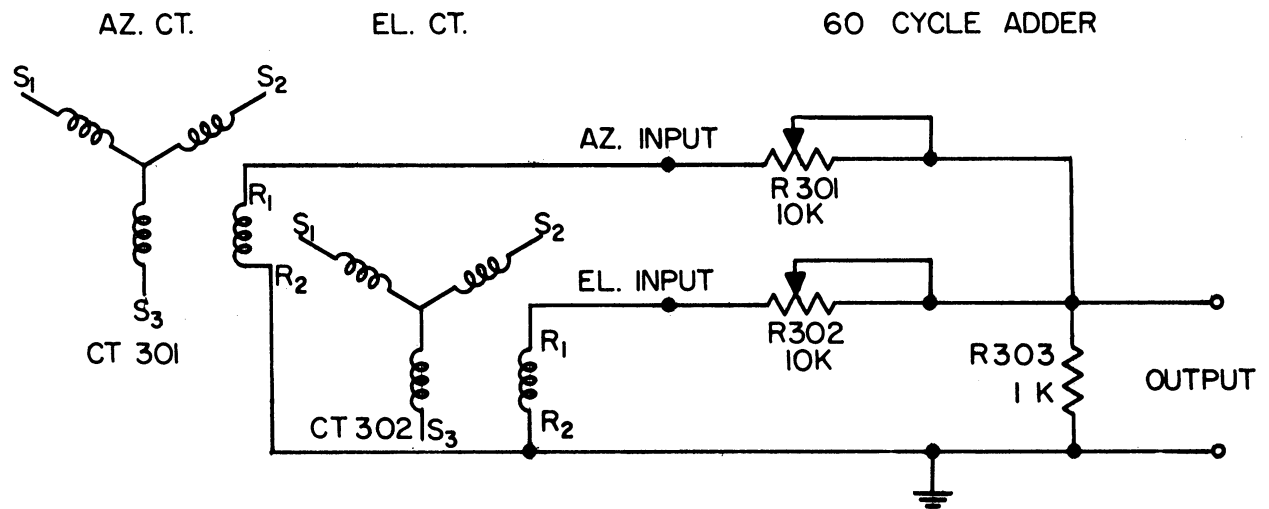 AZ. CT.
EL. CT.
60 CYCLE ADDER
S1
S2
AZ. INPUT
R1
R301
10K
S1
S2
R2
EL. INPUT
S3
R1
R302
10K
CT 301
R303
1 K
OUTPUT
CT 302
S3
R2